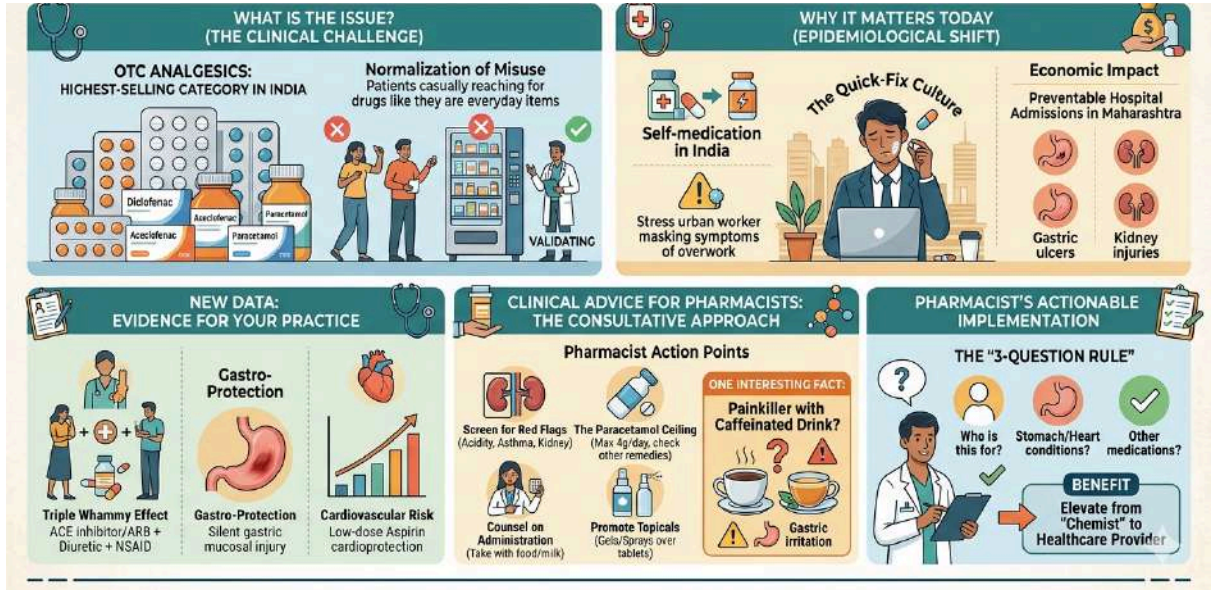 WHAT IS THE ISSUE?
(THE CLINICAL CHALLENGE)
OTC ANALGESICS:
HIGHEST-SELLING CATEGORY IN INDIA
Diclofenac
Aceclofenac
Paracetamol
Aceclofenac
Paracetamol
Normalization of Misuse
Patients casually reaching for
drugs like they are everyday items
VALIDATING
WHY IT MATTERS TODAY
(EPIDEMIOLOGICAL SHIFT)
Self-medication
in India
Stress urban worker
masking symptoms
of overwork
The Quick-Fix Culture
Economic Impact
Preventable Hospital
Admissions in Maharashtra
Gastric
ulcers
Kidney
injuries
NEW DATA:
EVIDENCE FOR YOUR PRACTICE
Triple Whammy Effect
ACE inhibitor/ARB +
Diuretic + NSAID
Gastro-
Protection
Gastro-Protection
Silent gastric
mucosal injury
Cardiovascular Risk
Low-dose Aspirin
cardioprotection
CLINICAL ADVICE FOR PHARMACISTS:
THE CONSULTATIVE APPROACH
Pharmacist Action Points
Screen for Red Flags
(Acidity, Asthma, Kidney)
The Paracetamol Ceiling
(Max 4g/day, check
other remedies)
Counsel on
Administration
(Take with food/milk)
Promote Topicals
(Gels/Sprays over
tablets)
ONE INTERESTING FACT:
Painkiller with
Caffeinated Drink?
Gastric
irritation
PHARMACIST'S ACTIONABLE
IMPLEMENTATION
THE "3-QUESTION RULE"
Who is
this for?
Stomach/Heart
conditions?
Other
medications?
BENEFIT
Elevate from
"Chemist" to
Healthcare Provider